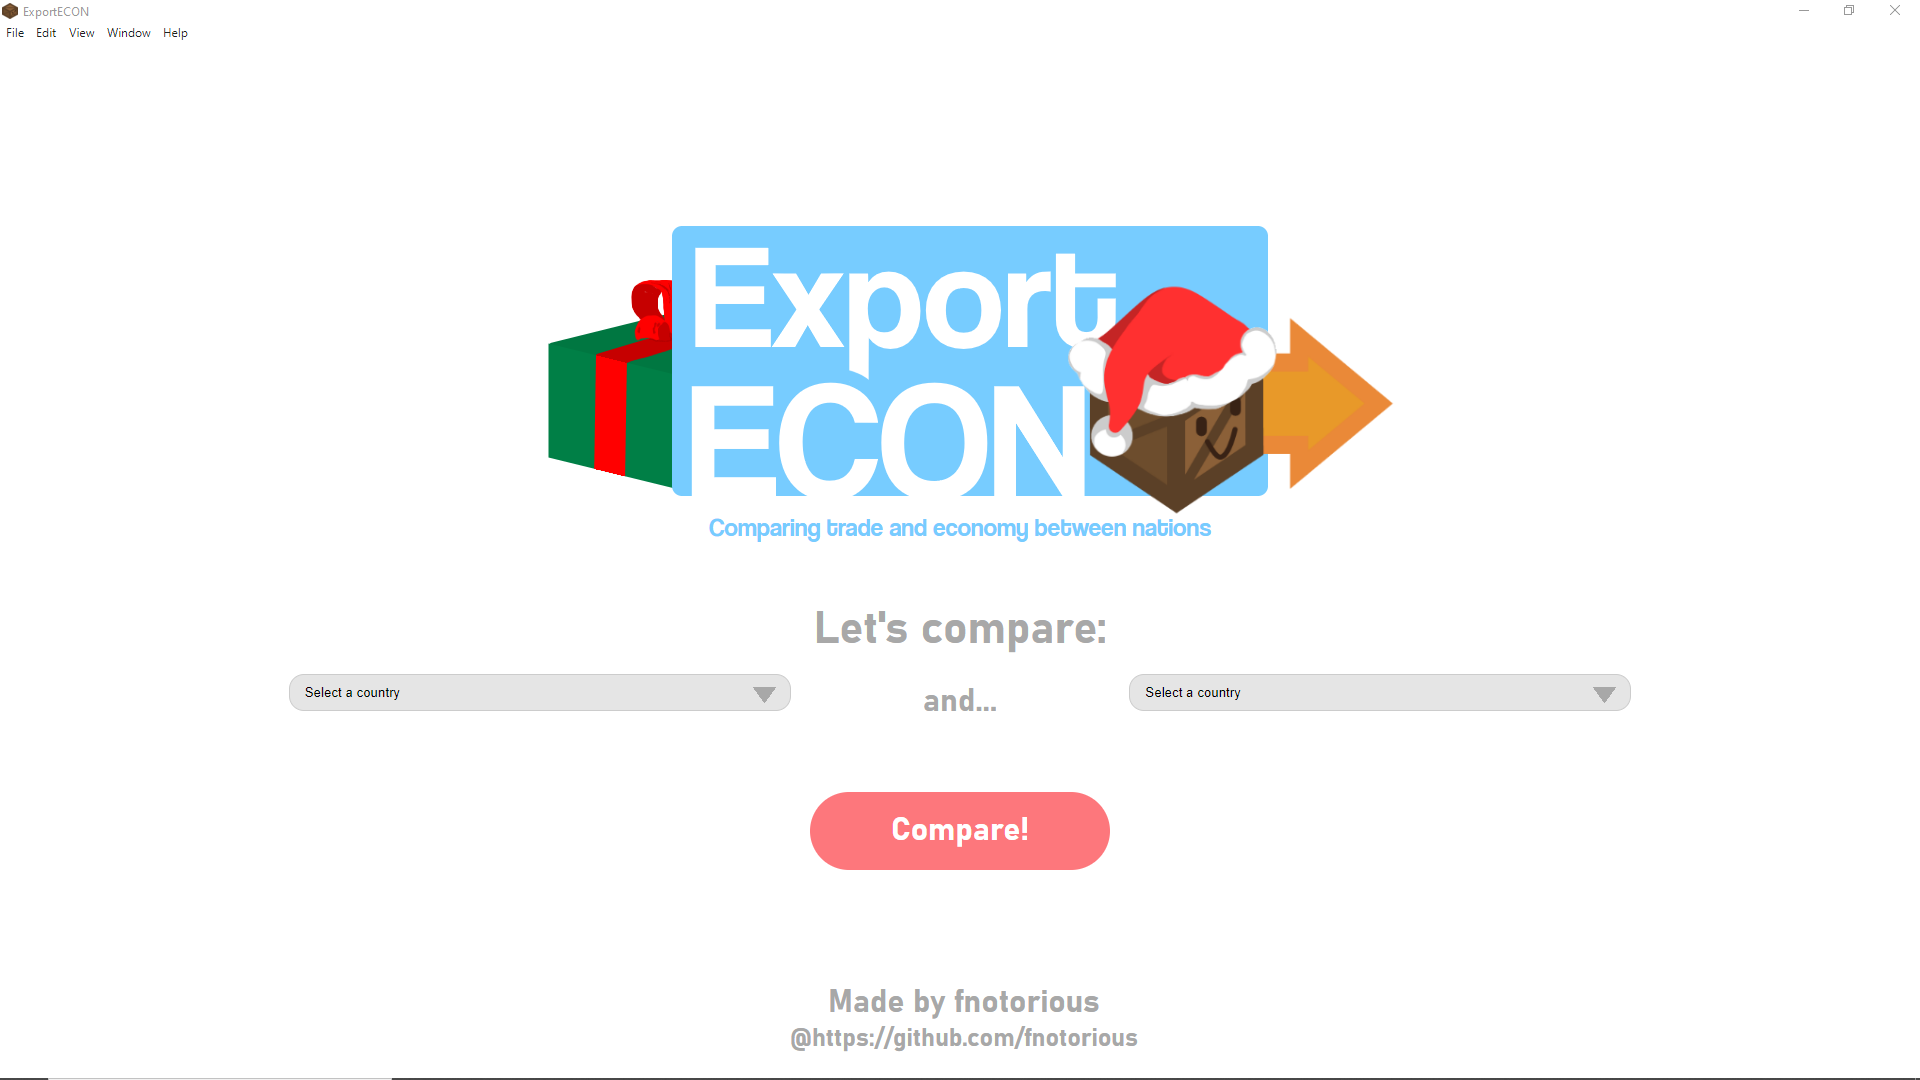 ExportECON
File Edit View Window Help
Export
ECON
Comparing trade and economy between nations
Let's compare:
Select a country
and...
Select a country
Compare!
Made by fnotorious
@https://github.com/fnotorious